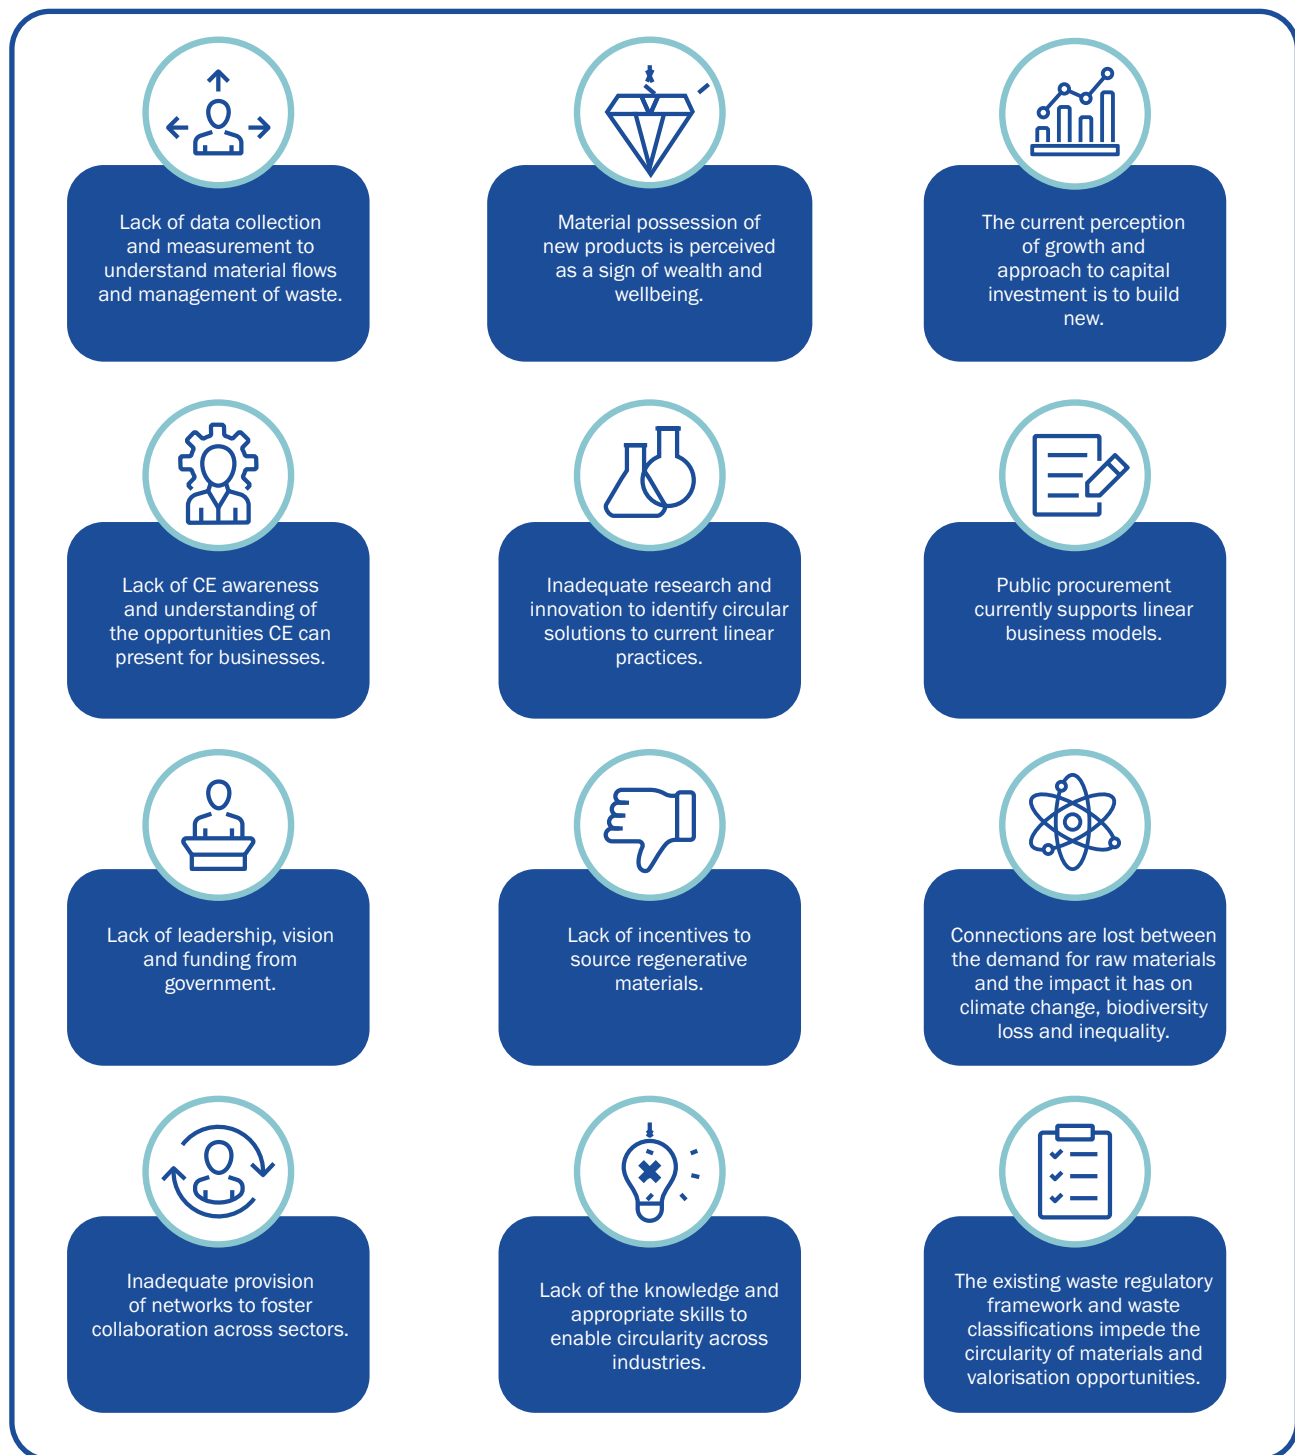 Lack of data collection
and measurement to
understand material flows
and management of waste.
Material possession of
new products is perceived
as a sign of wealth and
wellbeing.
The current perception
of growth and
approach to capital
investment is to build
new.
Lack of CE awareness
and understanding of
the opportunities CE can
present for businesses.
Inadequate research and
innovation to identify circular
solutions to current linear
practices.
Public procurement
currently supports linear
business models.
Lack of leadership, vision
and funding from
government.
Lack of incentives to
source regenerative
materials.
Connections are lost between
the demand for raw materials
and the impact it has on
climate change, biodiversity
loss and inequality.
Inadequate provision
of networks to foster
collaboration across sectors.
Lack of the knowledge and
appropriate skills to
enable circularity across
industries.
The existing waste regulatory
framework and waste
classifications impede the
circularity of materials and
valorisation opportunities.